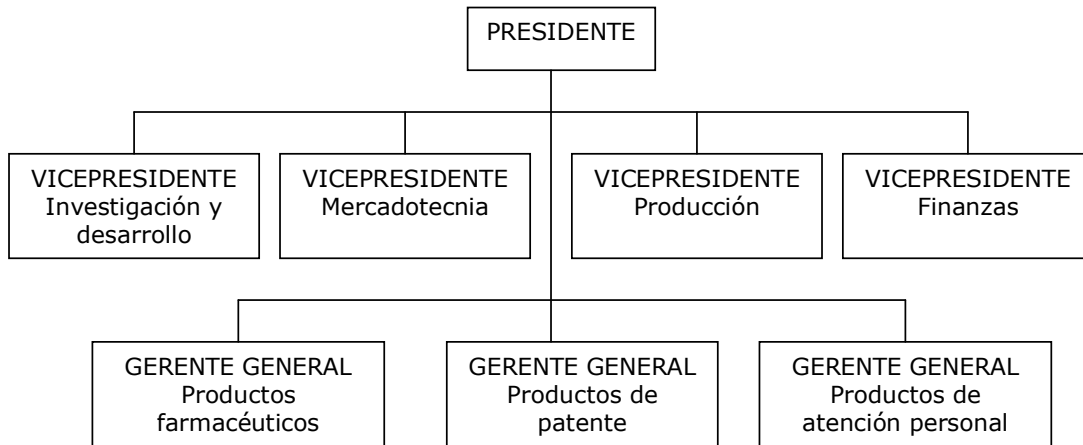 PRESIDENTE
VICEPRESIDENTE
Investigación y
desarrollo
VICEPRESIDENTE
Mercadotecnia
VICEPRESIDENTE
Producción
VICEPRESIDENTE
Finanzas
GERENTE GENERAL
Productos
farmacéuticos
GERENTE GENERAL
Productos de
patente
GERENTE GENERAL
Productos de
atención personal